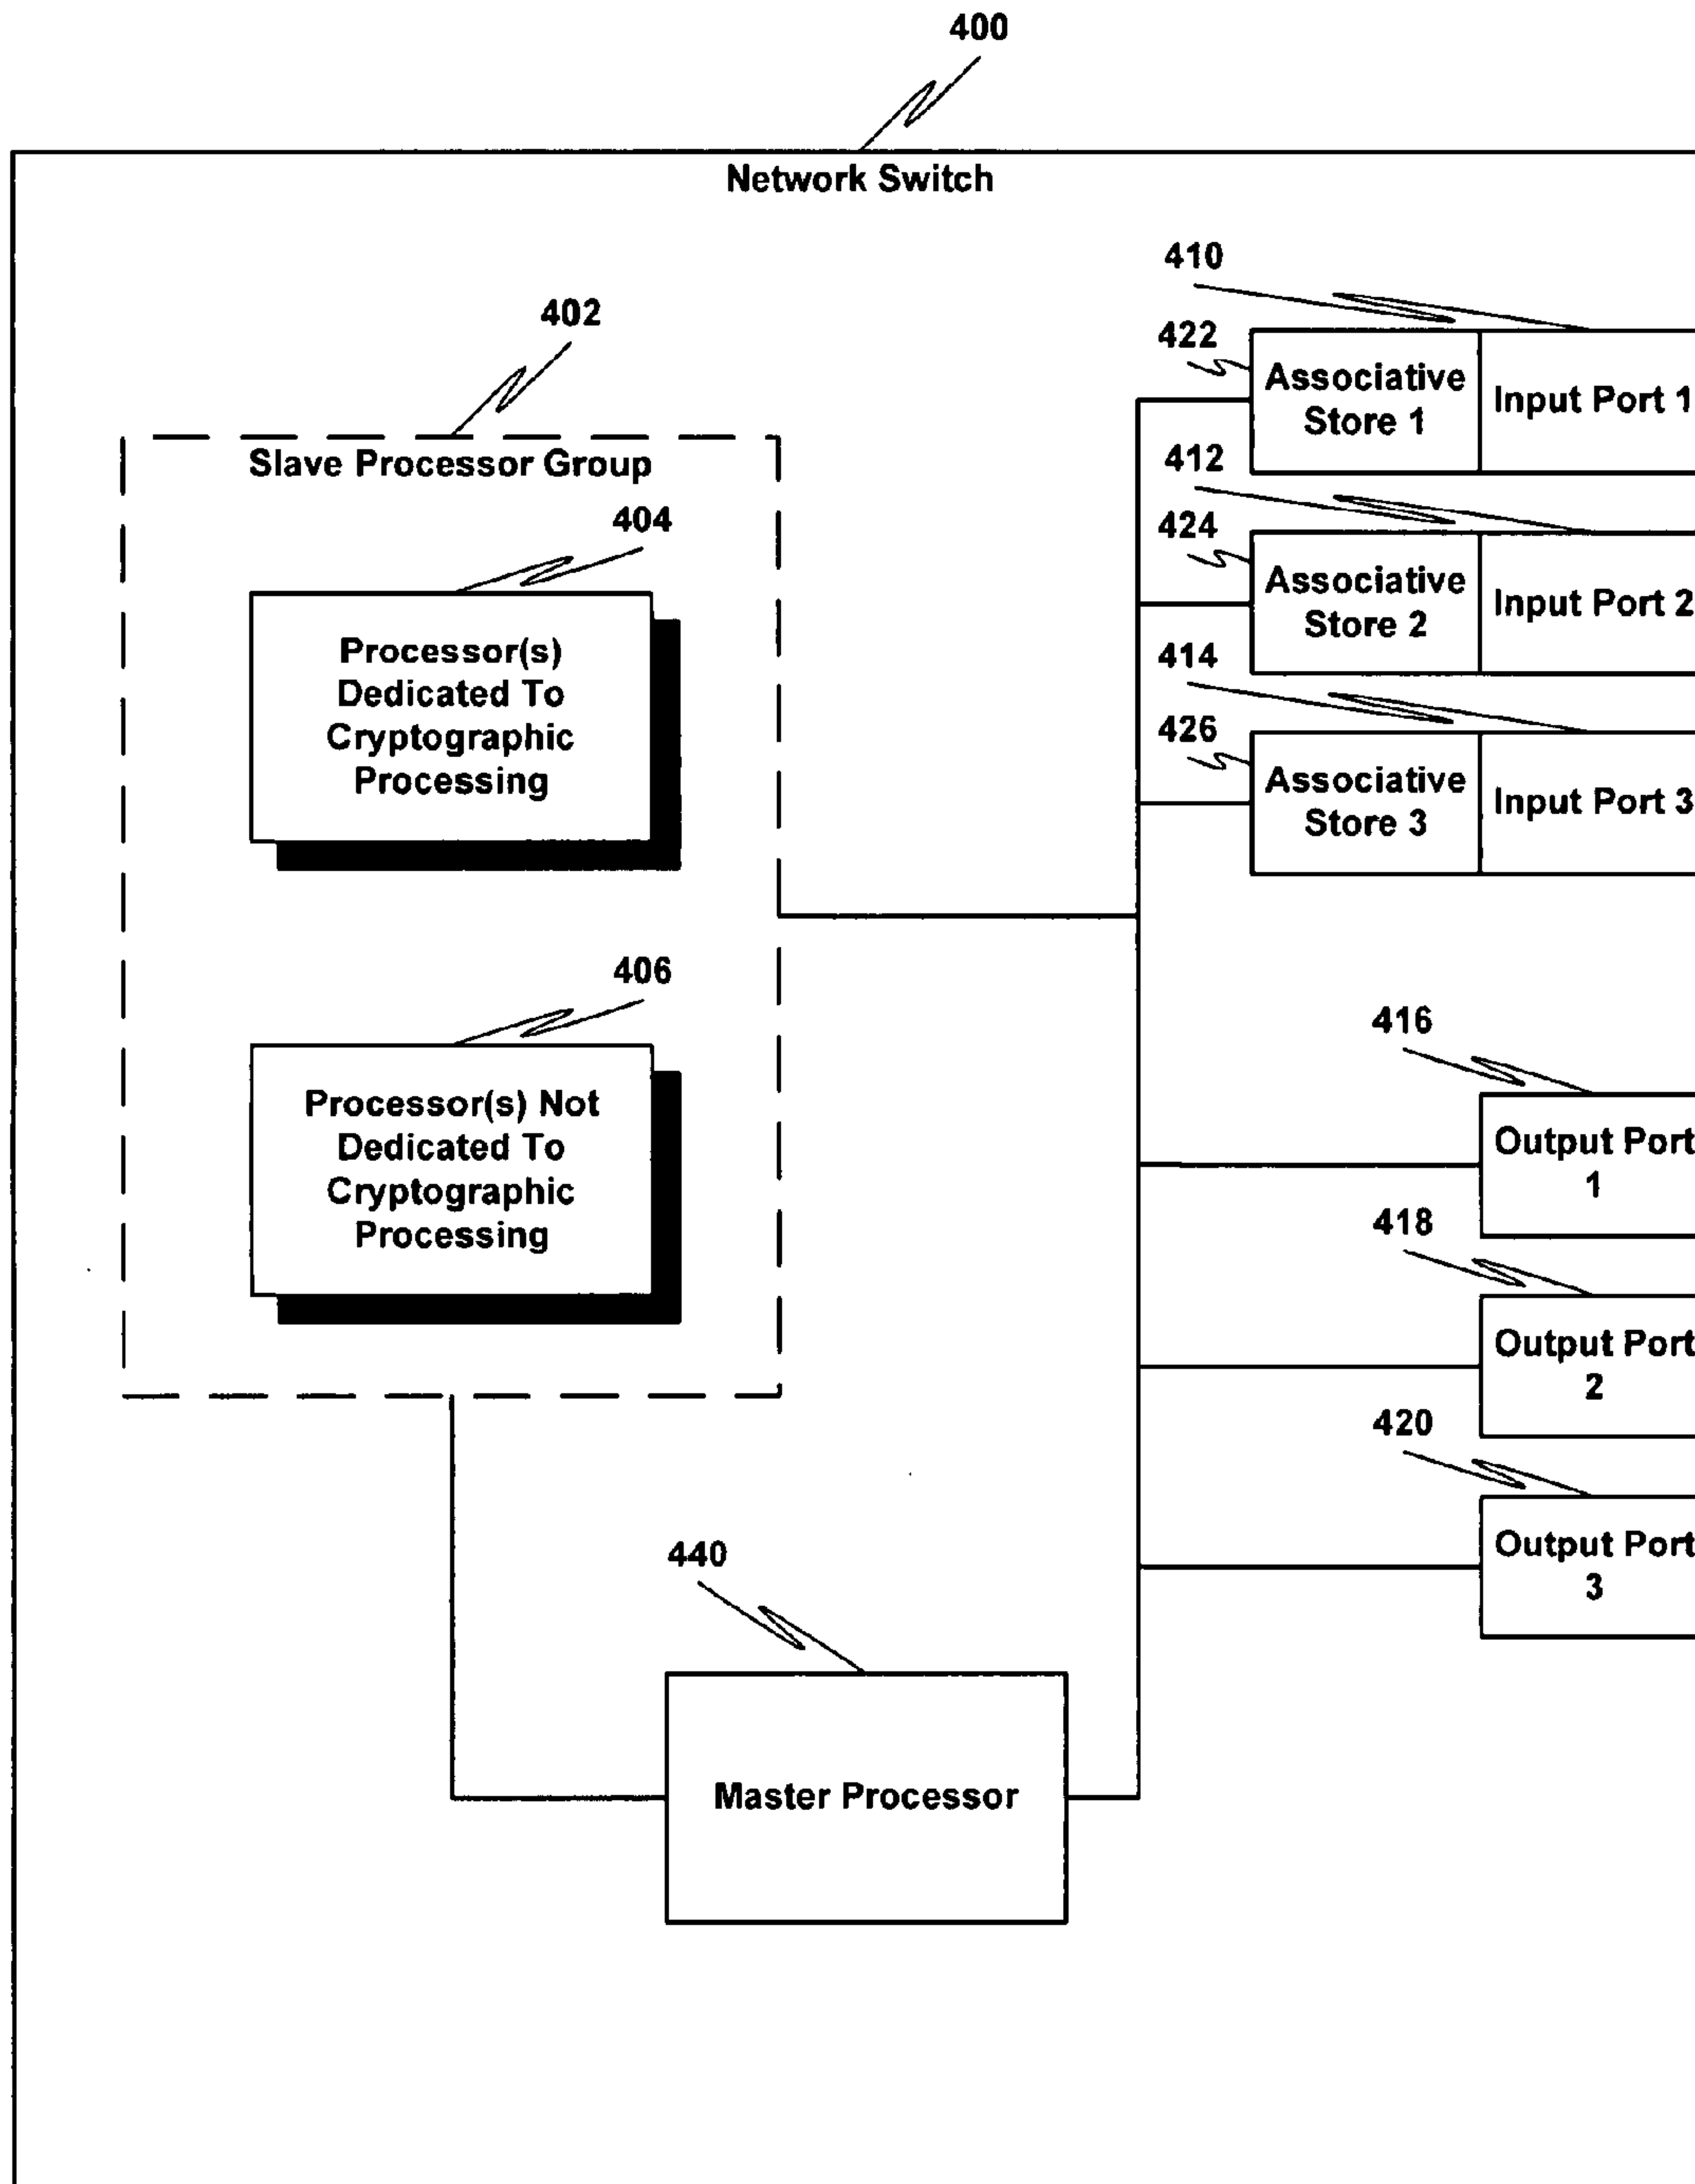 400
Network Switch
410
402
422
Associative
Store 1
Input Port 1
Slave Processor Group
412
404
424
Associative
Store 2
Input Port 2
Processor(s)
Dedicated To
Cryptographic
Processing
414
426
Associative
Store 3
Input Port 3
406
416
Processor(s) Not
Dedicated To
Cryptographic
Processing
Output Port
1
418
Output Port
2
420
Output Port
3
440
Master Processor